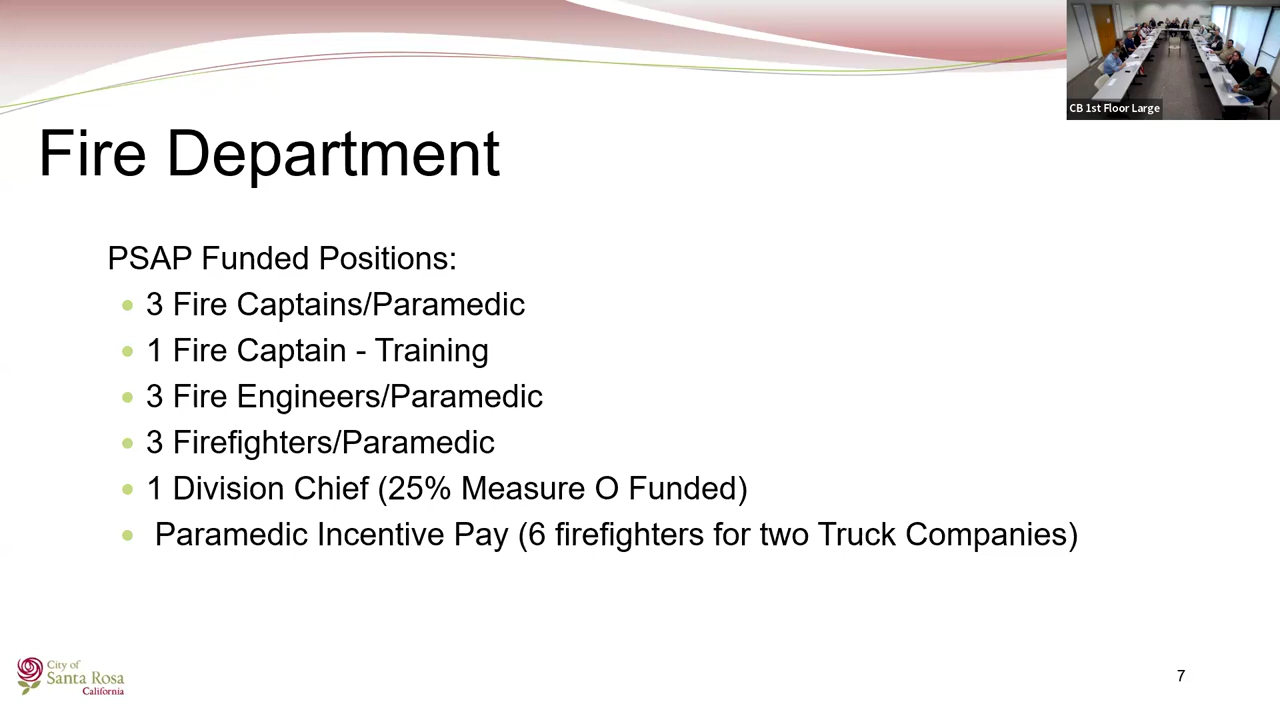 CB 1st Floor Large
Fire Department
PSAP Funded Positions:
3 Fire Captains/Paramedic
1 Fire Captain - Training
3 Fire Engineers/Paramedic
3 Firefighters/Paramedic
1 Division Chief (25% Measure O Funded)
Paramedic Incentive Pay (6 firefighters for two Truck Companies)
City of
Santa Rosa
California
7